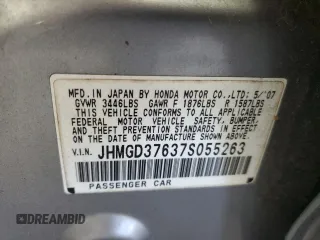 MFD. IN JAPAN BY HONDA MOTOR CO.,LTD: 5/'07
GVWR 3446LBS GAWR F 1876LBS R 1587LBS
THIS VEHICLE CONFORMS TO ALL APPLICABLE
FEDERAL MOTOR VEHICLE SAFETY, BUMPER,
AND THEFT PREVENTION STANDARDS IN EFFECT
ON THE DATE OF MANUFACTURE SHOWN ABOVE.
V.I.N. JHMGD37637S055263
PASSENGER CAR
DREAMBID